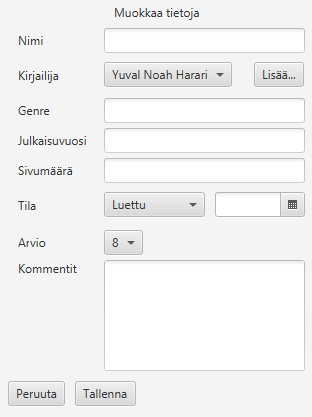 Muokkaa tietoja
Nimi
Kirjailija Yuval Noah Harari Lisää...
Genre
Julkaisuvuosi
Sivumäärä
Tila Luettu
Arvio 8
Kommentit
Peruuta Tallenna